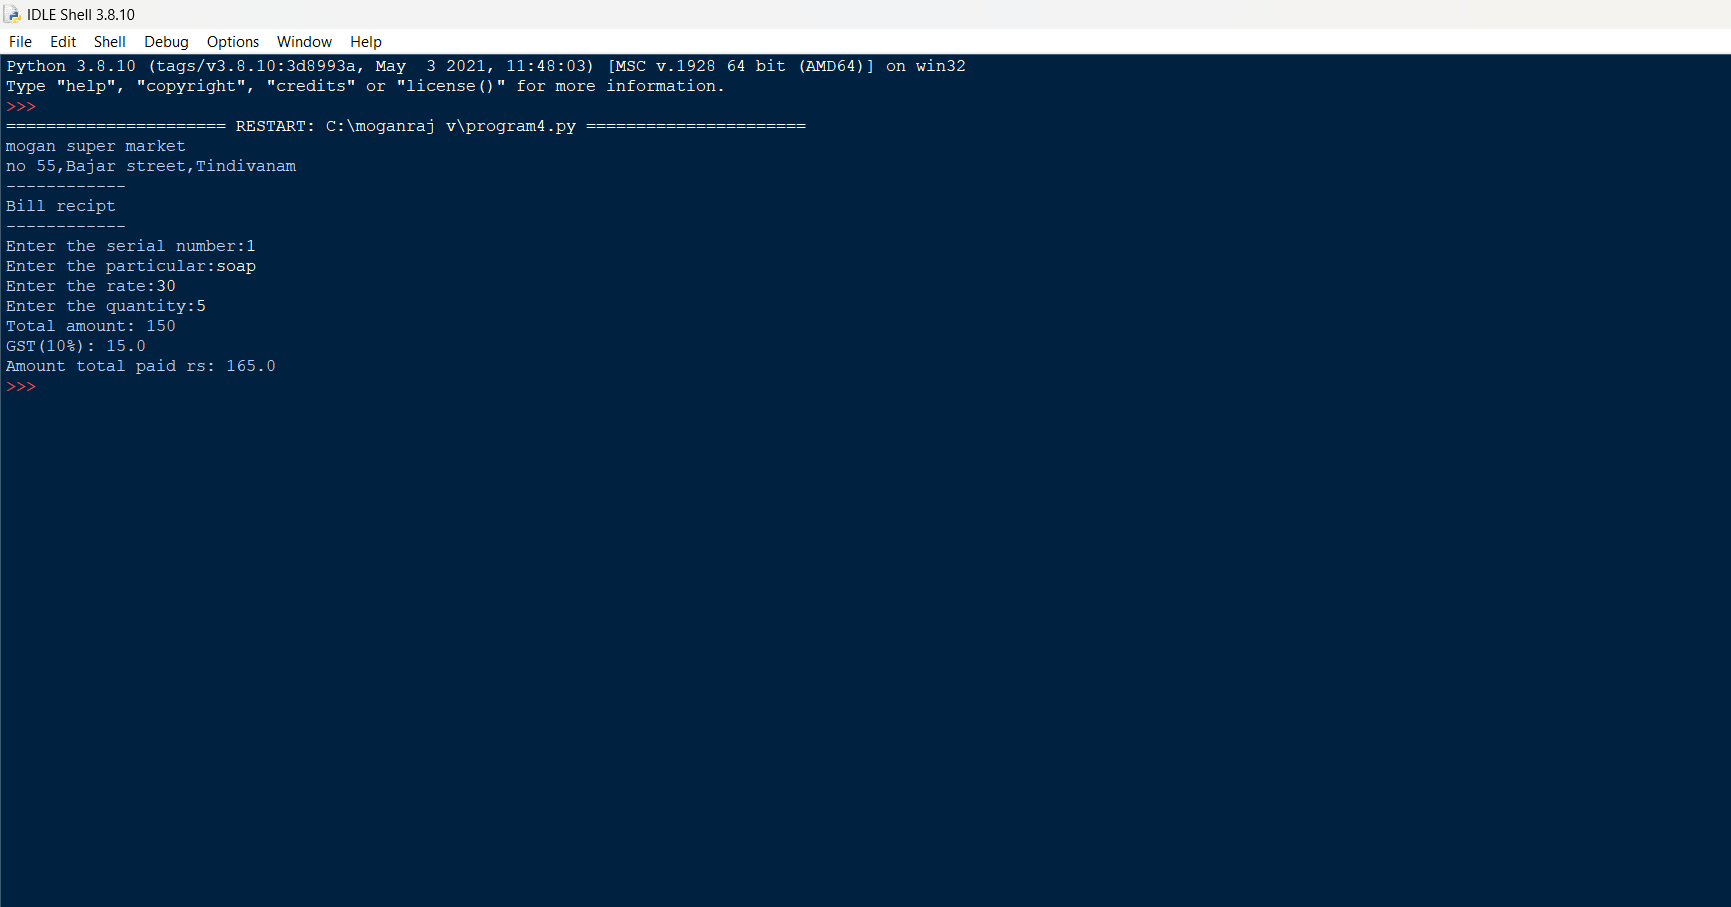 IDLE Shell 3.8.10
File Edit Shell Debug Options Window Help
Python 3.8.10 (tags/v3.8.10:3d8993a, May  3 2021, 11:48:03) [MSC v.1928 64 bit (AMD64)] on win32
Type "help", "copyright", "credits" or "license()" for more information.
>>>
====================== RESTART: C:\moganraj v\program4.py ======================
mogan super market
no 55,Bajar street,Tindivanam
------------
Bill recipt
------------
Enter the serial number:1
Enter the particular:soap
Enter the rate:30
Enter the quantity:5
Total amount: 150
GST(10%): 15.0
Amount total paid rs: 165.0
>>>